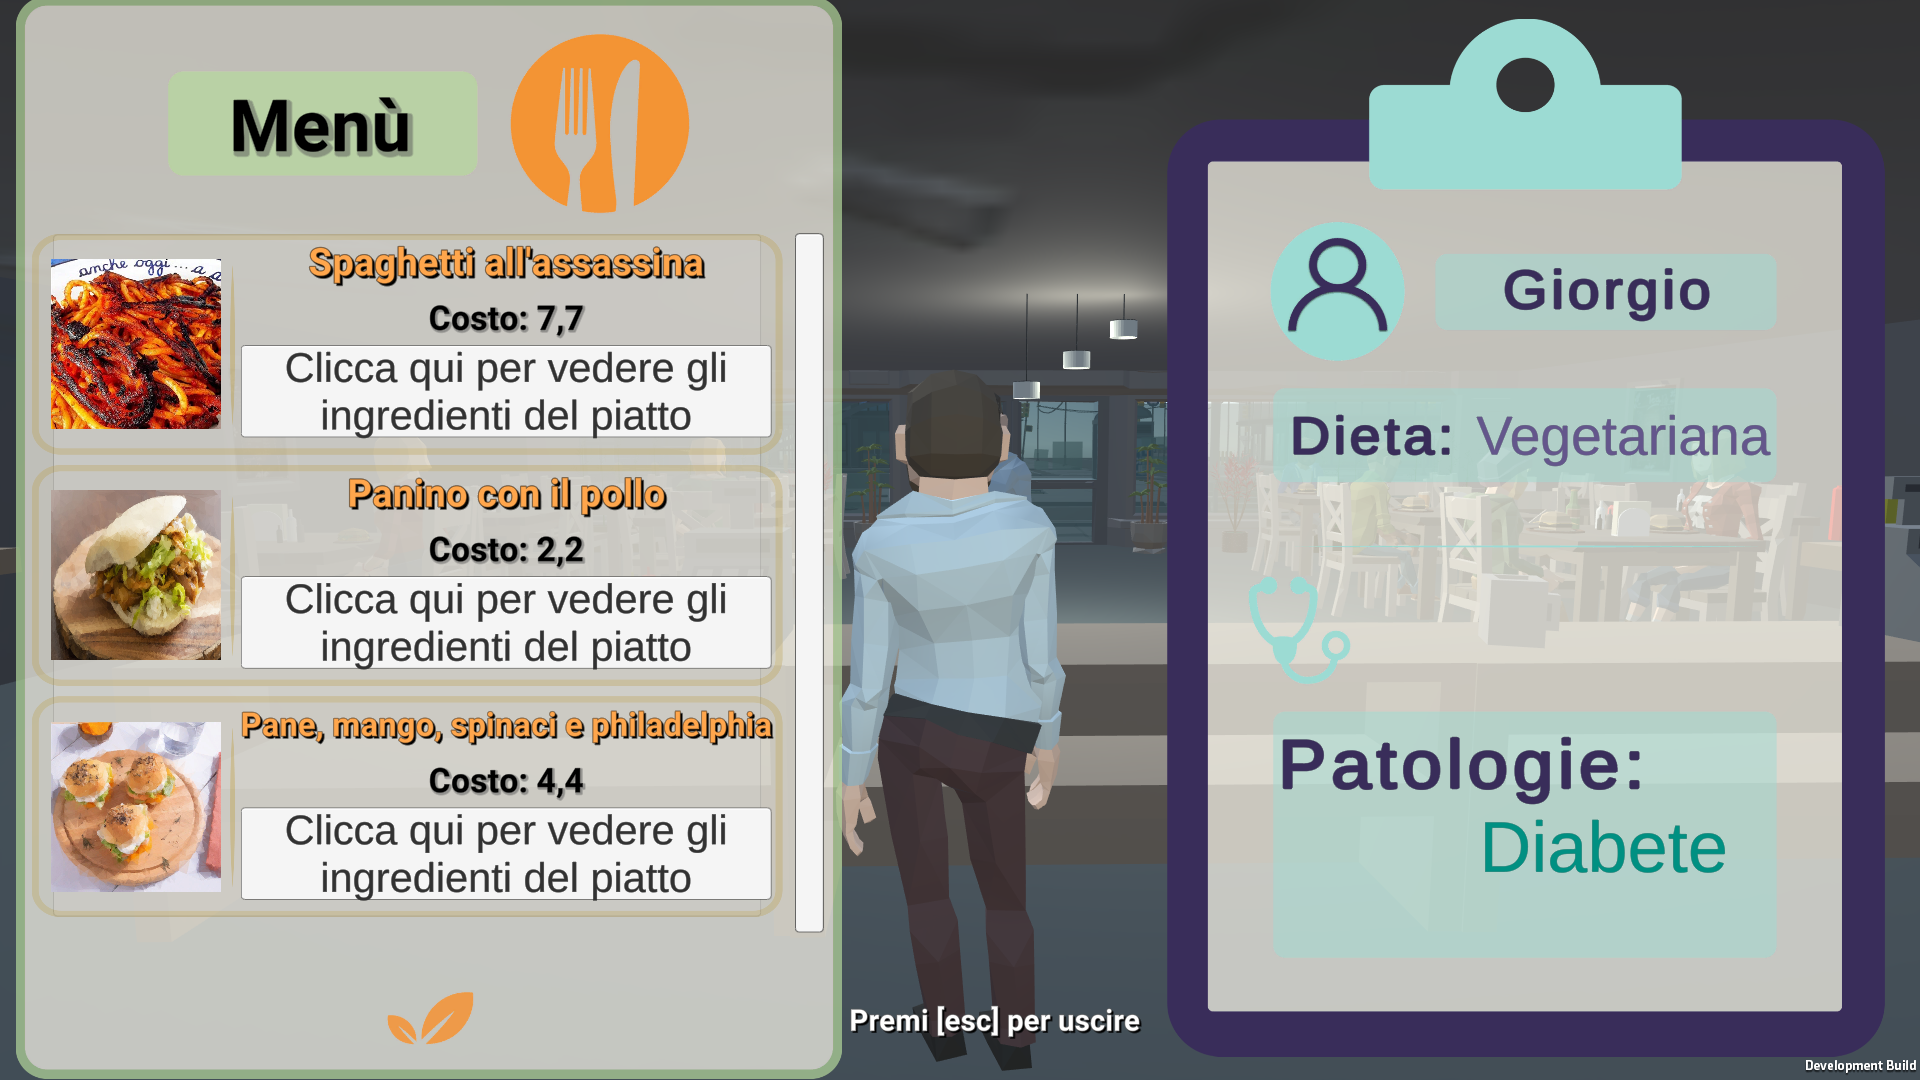 Menù
anche oggi...
Spaghetti all'assassina
Costo: 7,7
Clicca qui per vedere gli
ingredienti del piatto
Panino con il pollo
Costo: 2,2
Clicca qui per vedere gli
ingredienti del piatto
Pane, mango, spinaci e philadelphia
Costo: 4,4
Clicca qui per vedere gli
ingredienti del piatto
Premi [esc] per uscire
Giorgio
Dieta: Vegetariana
Patologie:
Diabete
Development Build